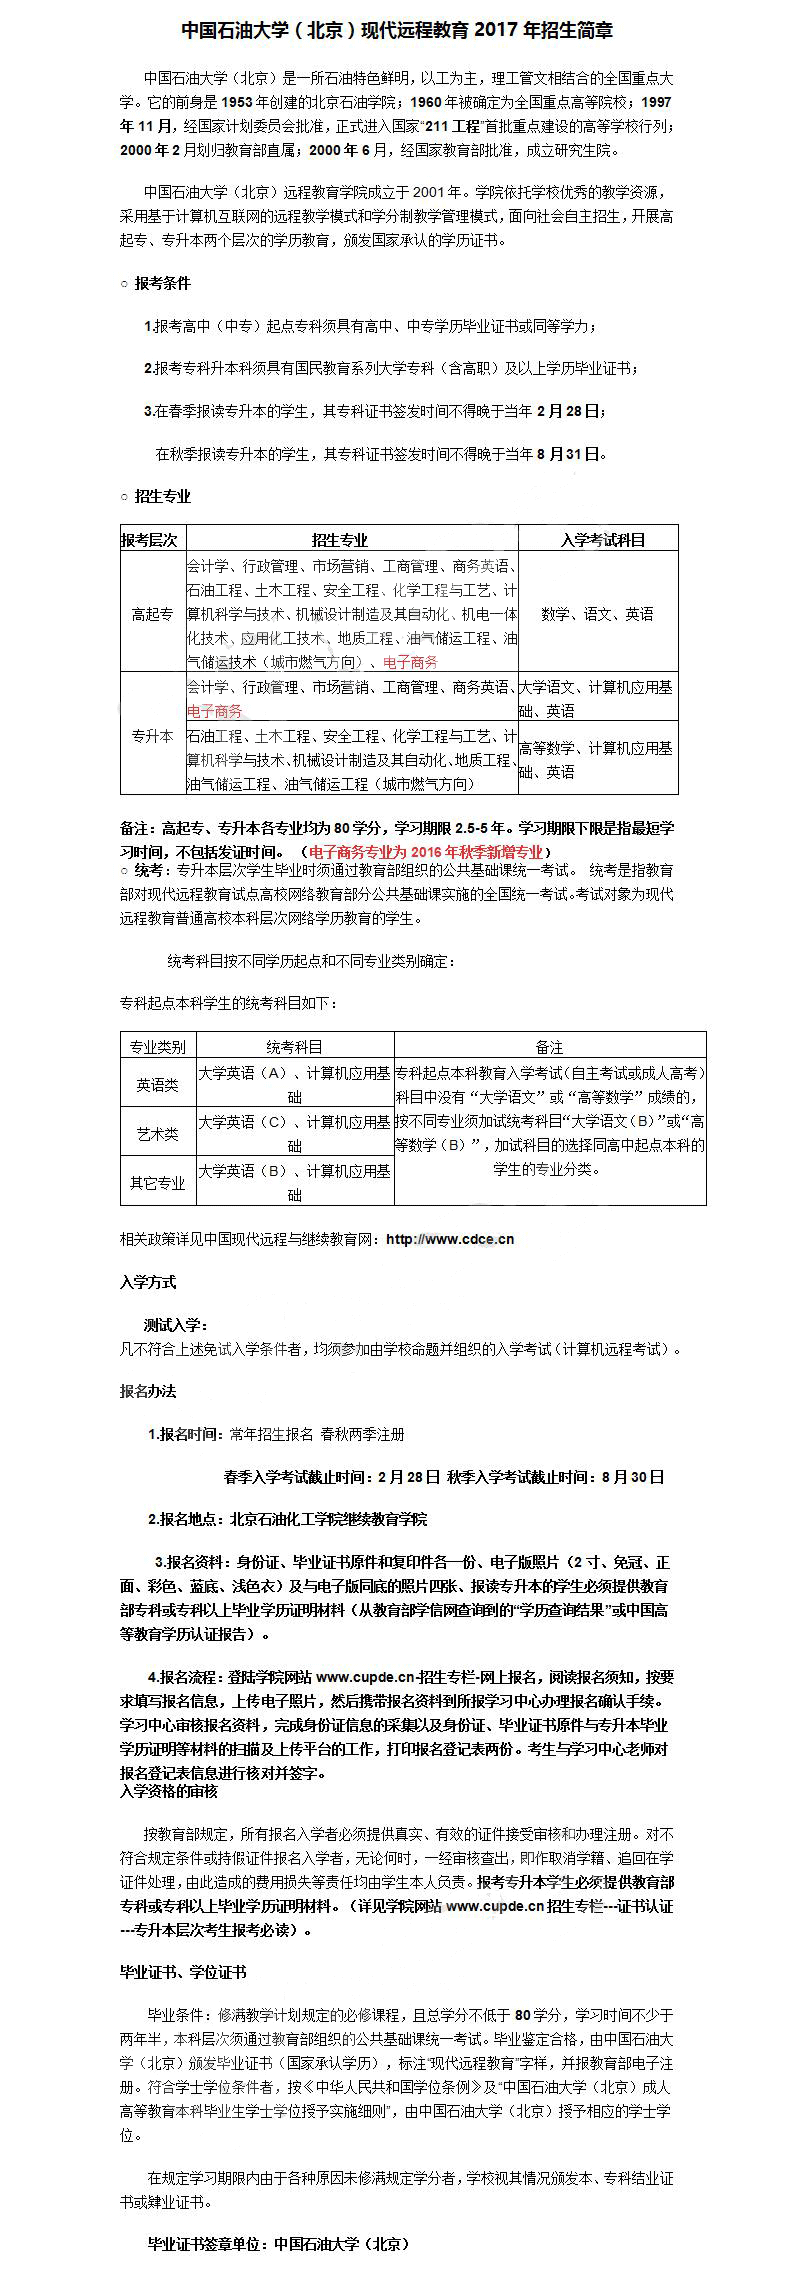 中国石油大学（北京）现代远程教育 2017 年招生简章
中国石油大学（北京）是一所石油特色鲜明，以工为主，理工管文相结合的全国重点大
学。它的前身是 1953 年创建的北京石油学院；1960 年被确定为全国重点高等院校；1997
年 11 月，经国家计划委员会批准，正式进入国家“211 工程”首批重点建设的高等学校行列；
2000 年 2 月划归教育部直属；2000 年 6 月，经国家教育部批准，成立研究生院。
中国石油大学（北京）远程教育学院成立于 2001 年。学院依托学校优秀的教学资源，
采用基于计算机互联网的远程教学模式和学分制教学管理模式，面向社会自主招生，开展高
起专、专升本两个层次的学历教育，颁发国家承认的学历证书。
○ 报考条件
1.报考高中（中专）起点专科须具有高中、中专学历毕业证书或同等学力；
2.报考专科升本科须具有国民教育系列大学专科（含高职）及以上学历毕业证书；
3.在春季报读专升本的学生，其专科证书签发时间不得晚于当年 2 月 28 日；
在秋季报读专升本的学生，其专科证书签发时间不得晚于当年 8 月 31 日。
○ 招生专业
报考层次 招生专业 入学考试科目
高起专
会计学、行政管理、市场营销、工商管理、商务英语、
石油工程、土木工程、安全工程、化学工程与工艺、计
算机科学与技术、机械设计制造及其自动化、机电一体
化技术、应用化工技术、地质工程、油气储运工程、油
气储运技术（城市燃气方向）、电子商务
数学、语文、英语
专升本
会计学、行政管理、市场营销、工商管理、商务英语、
电子商务
大学语文、计算机应用基
础、英语
石油工程、土木工程、安全工程、化学工程与工艺、计
算机科学与技术、机械设计制造及其自动化、地质工程、
油气储运工程、油气储运工程（城市燃气方向）
高等数学、计算机应用基
础、英语
备注：高起专、专升本各专业均为 80 学分，学习期限 2.5-5 年。学习期限下限是指最短学
习时间，不包括发证时间。（电子商务专业为 2016 年秋季新增专业）
○ 统考：专升本层次学生毕业时须通过教育部组织的公共基础课统一考试。 统考是指教育
部对现代远程教育试点高校网络教育部分公共基础课实施的全国统一考试。考试对象为现代
远程教育普通高校本科层次网络学历教育的学生。
统考科目按不同学历起点和不同专业类别确定：
专科起点本科学生的统考科目如下：
专业类别 统考科目 备注
英语类
大学英语（A）、计算机应用基
础
艺术类
大学英语（C）、计算机应用基
础
其它专业
大学英语（B）、计算机应用基
础
专科起点本科教育入学考试（自主考试或成人高考）
科目中没有“大学语文”或“高等数学”成绩的，
按不同专业须加试统考科目“大学语文（B）”或“高
等数学（B）”，加试科目的选择同高中起点本科的
学生的专业分类。
相关政策详见中国现代远程与继续教育网：http://www.cdce.cn
入学方式
测试入学：
凡不符合上述免试入学条件者，均须参加由学校命题并组织的入学考试（计算机远程考试）。
报名办法
1.报名时间：常年招生报名 春秋两季注册
春季入学考试截止时间：2 月 28 日 秋季入学考试截止时间：8 月 30 日
2.报名地点：北京石油化工学院继续教育学院
3.报名资料：身份证、毕业证书原件和复印件各一份、电子版照片（2 寸、免冠、正
面、彩色、蓝底、浅色衣）及与电子版同底的照片四张、报读专升本的学生必须提供教育
部专科或专科以上毕业学历证明材料（从教育部学信网查询到的“学历查询结果”或中国高
等教育学历认证报告）。
4.报名流程：登陆学院网站 www.cupde.cn-招生专栏-网上报名，阅读报名须知，按要
求填写报名信息，上传电子照片，然后携带报名资料到所报学习中心办理报名确认手续。
学习中心审核报名资料，完成身份证信息的采集以及身份证、毕业证书原件与专升本毕业
学历证明等材料的扫描及上传平台的工作，打印报名登记表两份。考生与学习中心老师对
报名登记表信息进行核对并签字。
入学资格的审核
按教育部规定，所有报名入学者必须提供真实、有效的证件接受审核和办理注册。对不
符合规定条件或持假证件报名入学者，无论何时，一经审核查出，即作取消学籍、追回在学
证件处理，由此造成的费用损失等责任均由学生本人负责。报考专升本学生必须提供教育部
专科或专科以上毕业学历证明材料。（详见学院网站 www.cupde.cn 招生专栏---证书认证
---专升本层次考生报考必读）。
毕业证书、学位证书
毕业条件：修满教学计划规定的必修课程，且总学分不低于 80 学分，学习时间不少于
两年半，本科层次须通过教育部组织的公共基础课统一考试。毕业鉴定合格，由中国石油大
学（北京）颁发毕业证书（国家承认学历），标注“现代远程教育”字样，并报教育部电子注
册。符合学士学位条件者，按《中华人民共和国学位条例》及“中国石油大学（北京）成人
高等教育本科毕业生学士学位授予实施细则”，由中国石油大学（北京）授予相应的学士学
位。
在规定学习期限内由于各种原因未修满规定学分者，学校视其情况颁发本、专科结业证
书或肄业证书。
毕业证书签章单位：中国石油大学（北京）